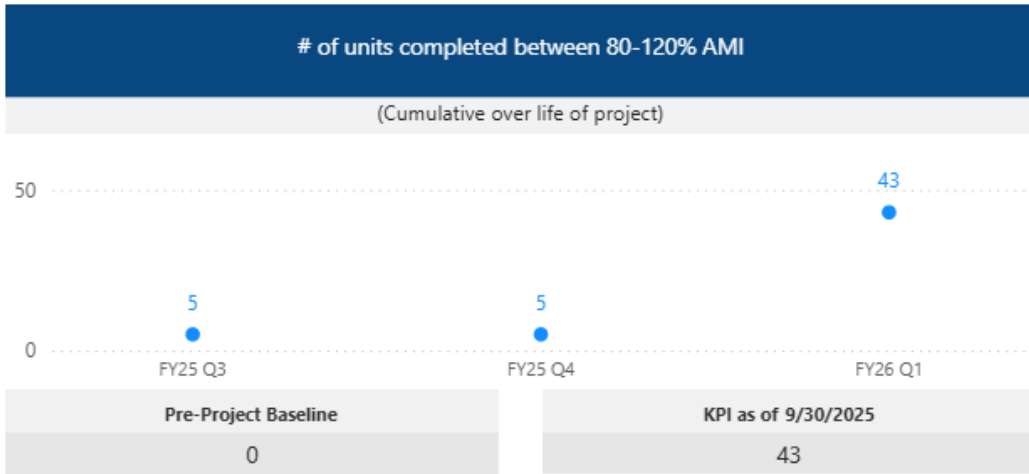 # of units completed between 80-120% AMI
(Cumulative over life of project)
50
43
5
5
0
FY25 Q3
FY25 Q4
FY26 Q1
Pre-Project Baseline
KPI as of 9/30/2025
0
43